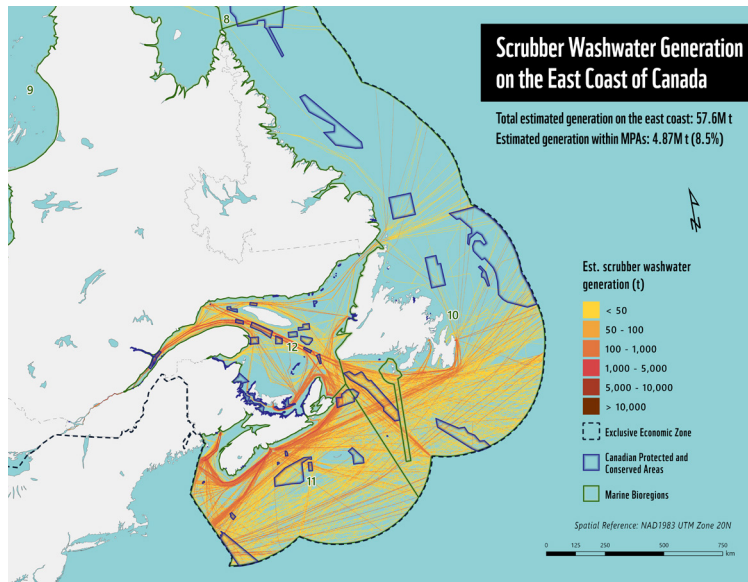 Scrubber Washwater Generation
on the East Coast of Canada
Total estimated generation on the east coast: 57.6M t
Estimated generation within MPAs: 4.87M t (8.5%)
8
9
10
12
11
N
Est. scrubber washwater
generation (t)
< 50
50 - 100
100 - 1,000
1,000 - 5,000
5,000 - 10,000
> 10,000
Exclusive Economic Zone
Canadian Protected and
Conserved Areas
Marine Bioregions
Spatial Reference: NAD1983 UTM Zone 20N
0 125 250 500 750
km